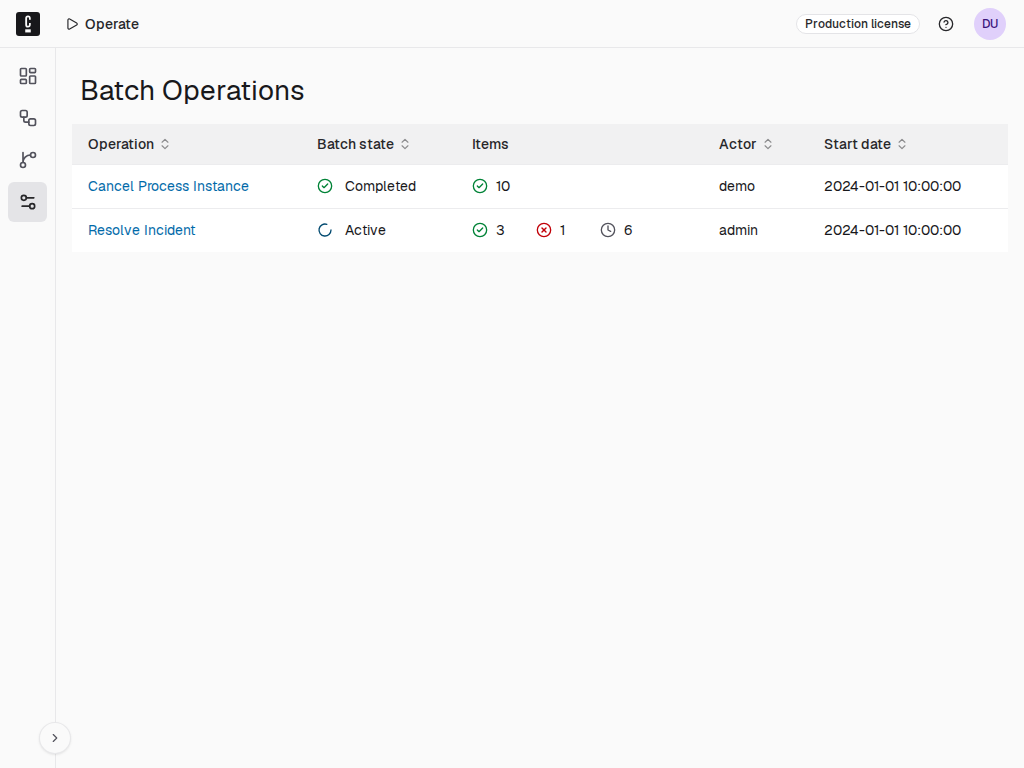 Operate
Production license
DU
Batch Operations
Operation Batch state Items Actor Start date
Cancel Process Instance Completed 10 demo 2024-01-01 10:00:00
Resolve Incident Active 3 1 6 admin 2024-01-01 10:00:00